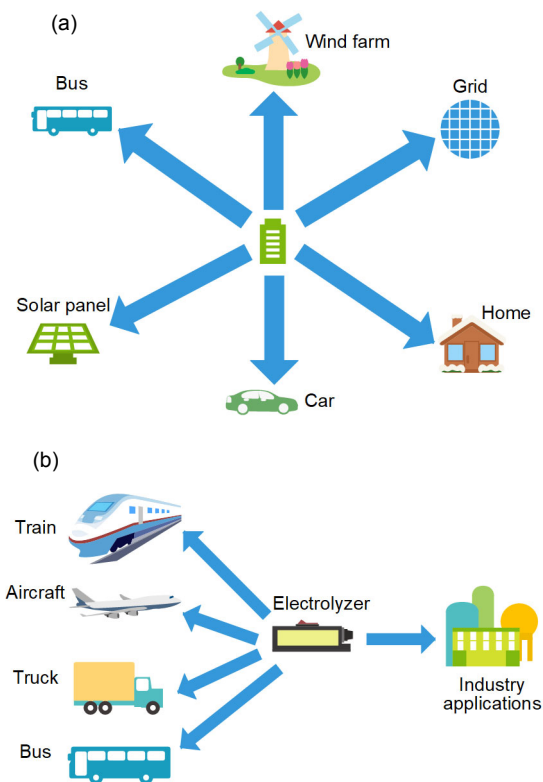 (a)
Wind farm
Bus
Grid
Solar panel
Home
Car
(b)
Train
Aircraft
Electrolyzer
Truck
Industry
applications
Bus